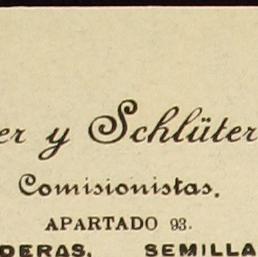 er y Schlüter
Comisionistas.
APARTADO 93.
DERAS, SEMILLA